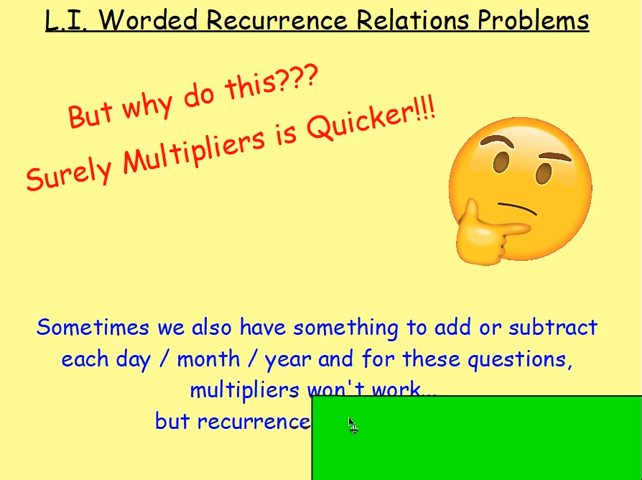 L.I. Worded Recurrence Relations Problems
But why do this???
Surely Multipliers is Quicker!!!
Sometimes we also have something to add or subtract
each day / month / year and for these questions,
multipliers won't work...
but recurrence